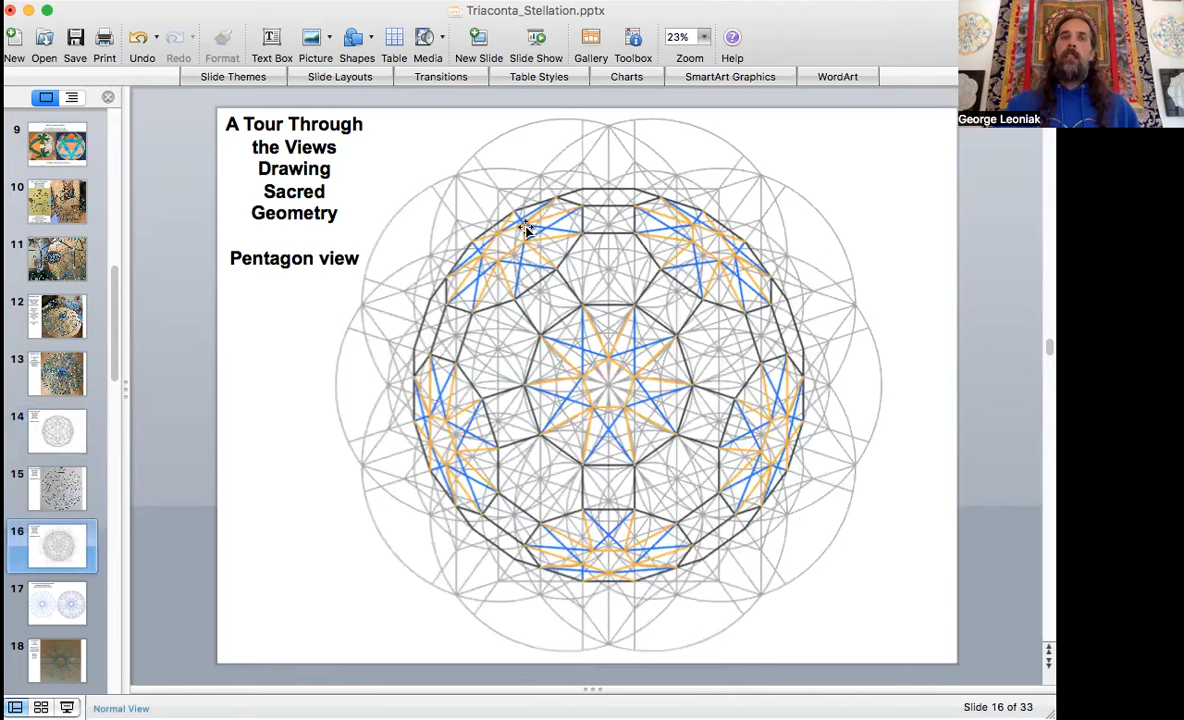 Triaconta_Stellation.pptx
23%
New Open Save Print Undo Redo Format Text Box Picture Shapes Table Media New Slide Slide Show Gallery Toolbox Zoom Help
Slide Themes Slide Layouts Transitions Table Styles Charts SmartArt Graphics WordArt
George Leoniak
9
10
11
12
13
14
15
16
17
18
A Tour Through
the Views
Drawing
Sacred
Geometry
Pentagon view
Normal View
Slide 16 of 33